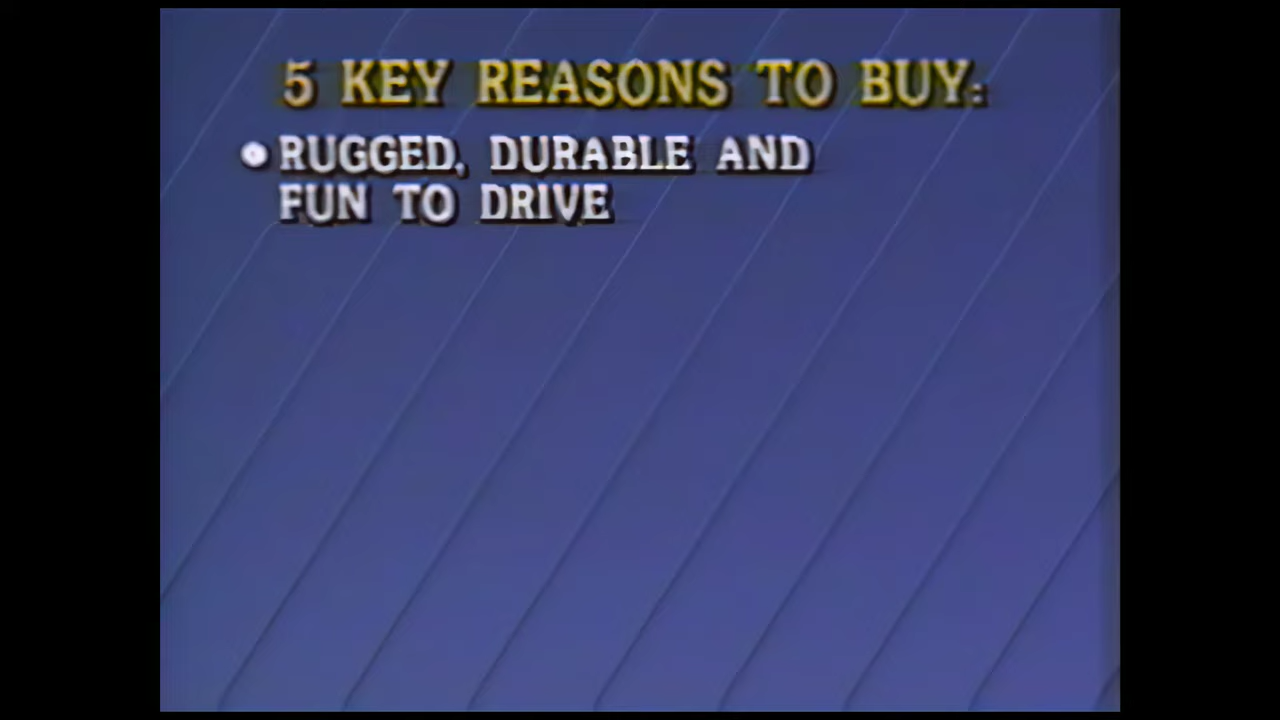 5 KEY REASONS TO BUY:
• RUGGED, DURABLE AND
FUN TO DRIVE